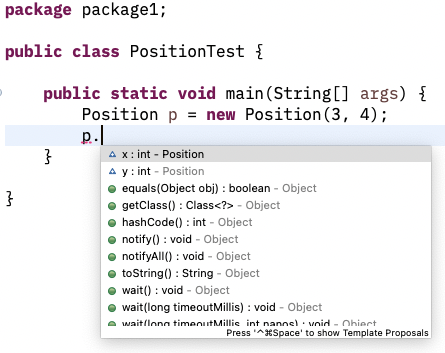 package package1;
public class PositionTest {
public static void main(String[] args) {
Position p = new Position(3, 4);
p.
x : int - Position
y : int - Position
equals(Object obj) : boolean - Object
getClass() : Class<?> - Object
hashCode() : int - Object
notify() : void - Object
notifyAll() : void - Object
toString() : String - Object
wait() : void - Object
wait(long timeoutMillis) : void - Object
wait(long timeoutMillis, int nanos) : void - Object
Press '^⌘Space' to show Template Proposals
}
}